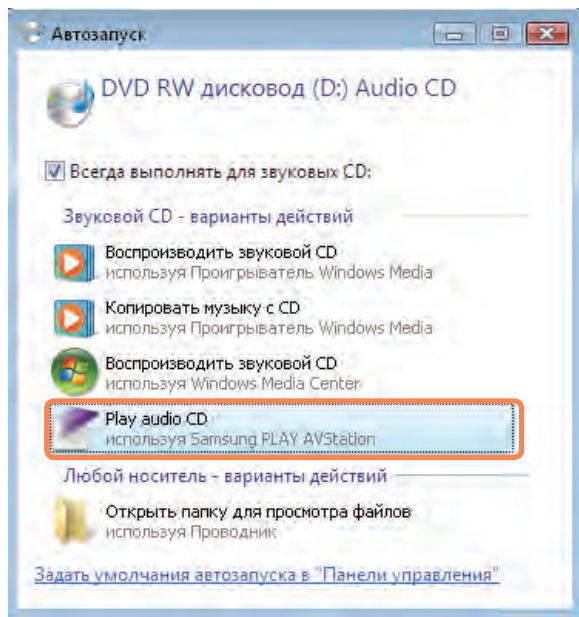 Автозапуск
DVD RW дисковод (D:) Audio CD
Всегда выполнять для звуковых CD:
Звуковой CD - варианты действий
Воспроизводить звуковой CD
используя Проигрыватель Windows Media
Копировать музыку с CD
используя Проигрыватель Windows Media
Воспроизводить звуковой CD
используя Windows Media Center
Play audio CD
используя Samsung PLAY AVStation
Любой носитель - варианты действий
Открыть папку для просмотра файлов
используя Проводник
Задать умолчания автозапуска в "Панели управления"